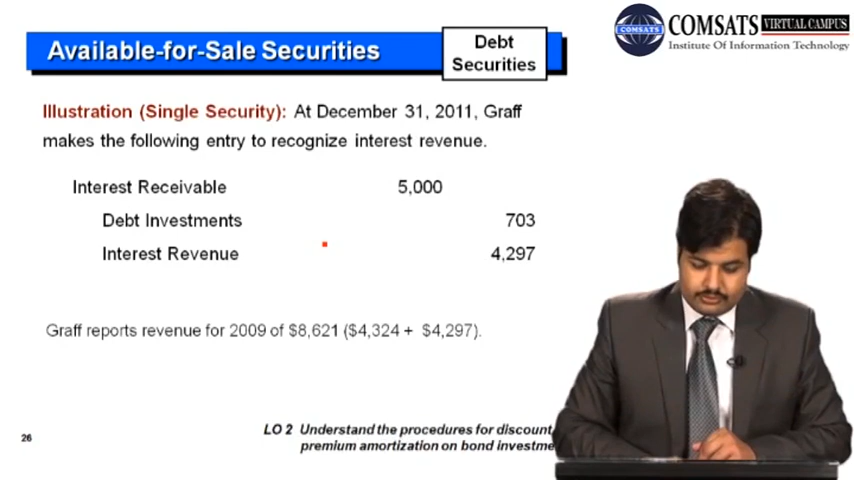 COMSATS VIRTUAL CAMPUS
COMSATS
Institute Of Information Technology
Available-for-Sale Securities
Debt
Securities
Illustration (Single Security): At December 31, 2011, Graff
makes the following entry to recognize interest revenue.
Interest Receivable 5,000
Debt Investments 703
Interest Revenue 4,297
Graff reports revenue for 2009 of $8,621 ($4,324 + $4,297).
26
LO 2 Understand the procedures for discount
premium amortization on bond investme